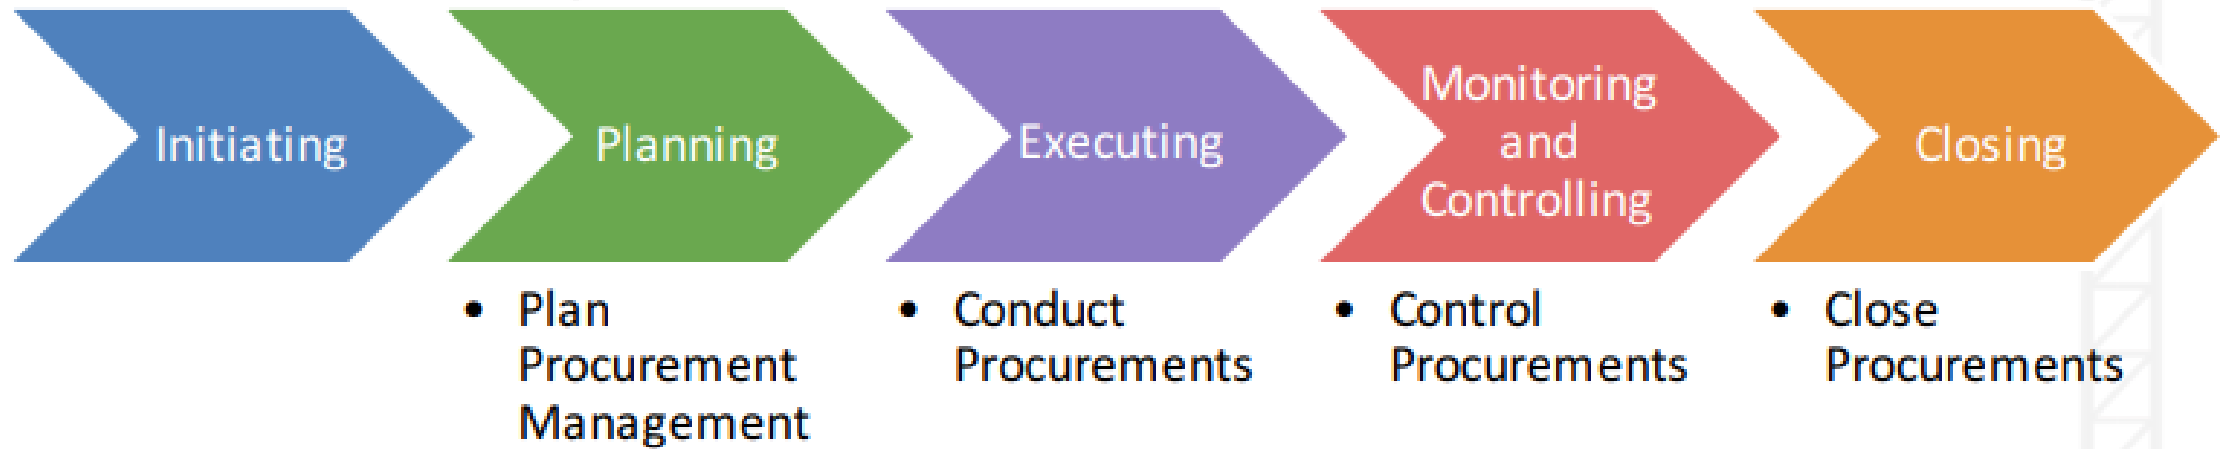 Initiating
Planning
Executing
Monitoring
and
Controlling
Closing
• Plan
Procurement
Management
• Conduct
Procurements
• Control
Procurements
• Close
Procurements